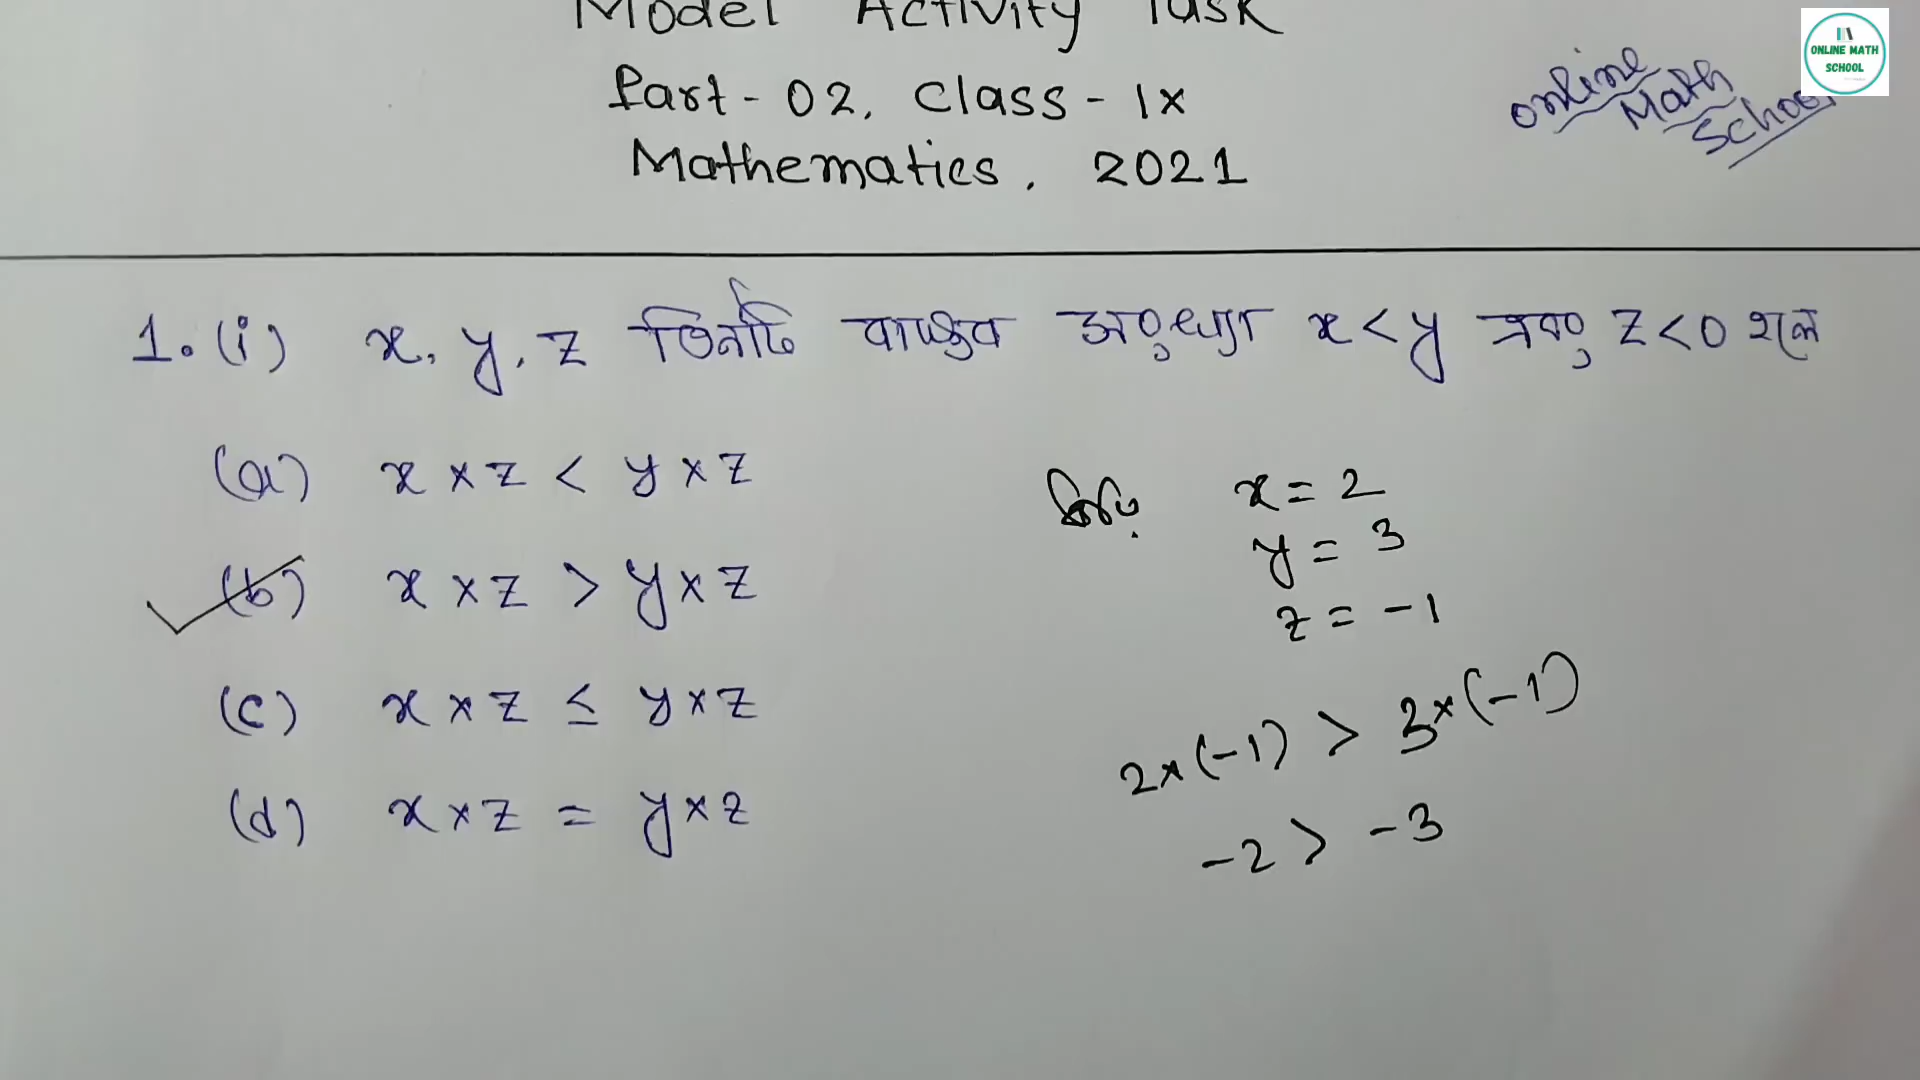 Model Activity Task
Part-02, Class-IX
Mathematics, 2021
Online Math School
ONLINE MATH
SCHOOL
1. (i) x, y, z তিনটি বাস্তব সংখ্যা x<y এবং z<0 হলে
(a) x × z < y × z
(b) x × z > y × z
(c) x × z ≤ y × z
(d) x × z = y × z
x = 2
y = 3
z = -1
2×(-1) > 3×(-1)
-2 > -3